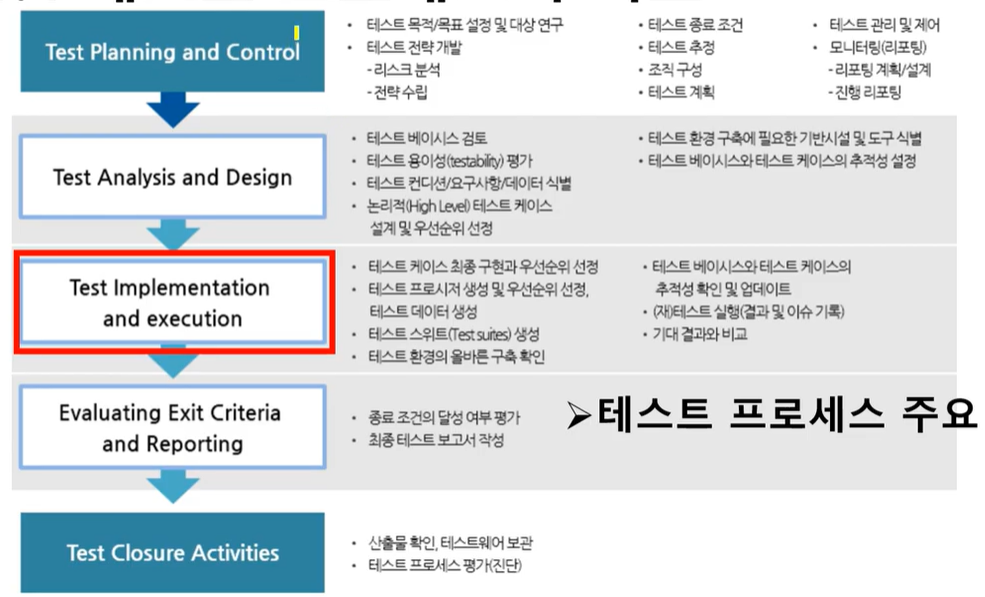 Test Planning and Control
• 테스트 목적/목표 설정 및 대상 연구
• 테스트 전략 개발
- 리스크 분석
- 전략 수립
• 테스트 종료 조건
• 테스트 추정
• 조직 구성
• 테스트 계획
• 테스트 관리 및 제어
• 모니터링(리포팅)
- 리포팅 계획/설계
- 진행 리포팅
Test Analysis and Design
• 테스트 베이시스 검토
• 테스트 용이성(testability) 평가
• 테스트 컨디션/요구사항/데이터 식별
• 논리적(High Level) 테스트 케이스
설계 및 우선순위 선정
• 테스트 환경 구축에 필요한 기반시설 및 도구 식별
• 테스트 베이시스와 테스트 케이스의 추적성 설정
Test Implementation
and execution
• 테스트 케이스 최종 구현과 우선순위 선정
• 테스트 프로시저 생성 및 우선순위 선정,
테스트 데이터 생성
• 테스트 스위트(Test suites) 생성
• 테스트 환경의 올바른 구축 확인
• 테스트 베이시스와 테스트 케이스의
추적성 확인 및 업데이트
• (재)테스트 실행(결과 및 이슈 기록)
• 기대 결과와 비교
Evaluating Exit Criteria
and Reporting
• 종료 조건의 달성 여부 평가
• 최종 테스트 보고서 작성
➢테스트 프로세스 주요
Test Closure Activities
• 산출물 확인, 테스트웨어 보관
• 테스트 프로세스 평가(진단)